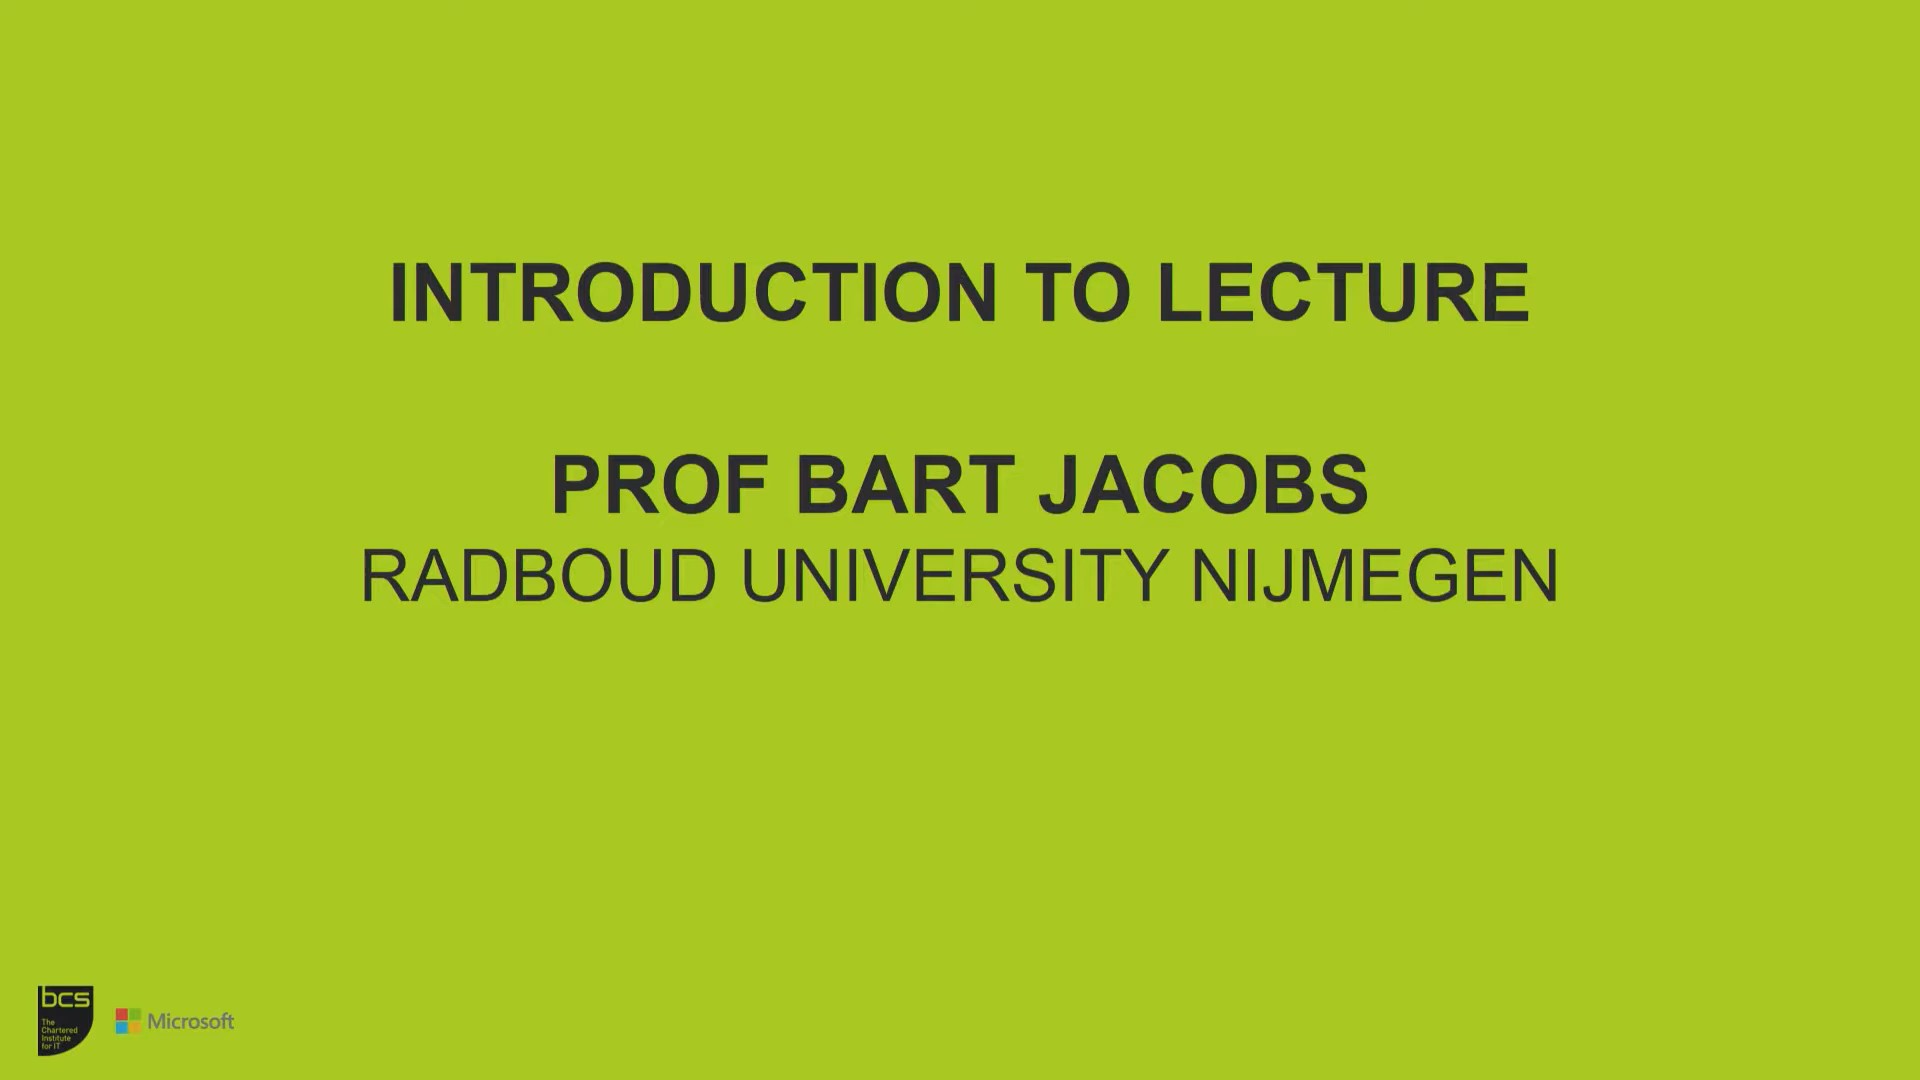 INTRODUCTION TO LECTURE
PROF BART JACOBS
RADBOUD UNIVERSITY NIJMEGEN
bcs
The
Chartered
Institute
for IT
Microsoft